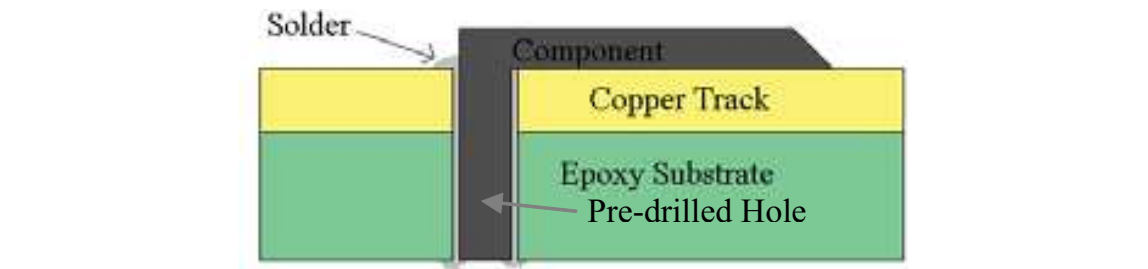 Solder
Component
Copper Track
Epoxy Substrate
Pre-drilled Hole